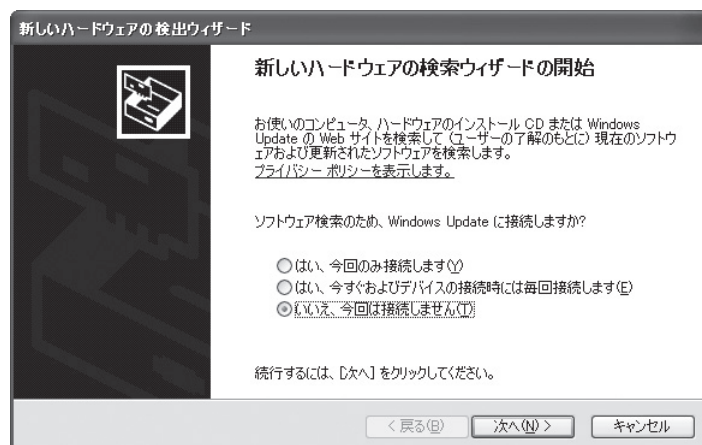 新しいハードウェアの検出ウィザード
新しいハードウェアの検索ウィザードの開始
お使いのコンピュータ、ハードウェアのインストール CD または Windows
Update の Web サイトを検索して (ユーザーの了解のもとに) 現在のソフトウ
ェアおよび更新されたソフトウェアを検索します。
プライバシー ポリシーを表示します。
ソフトウェア検索のため、Windows Update に接続しますか?
はい、今回のみ接続します(Y)
はい、今すぐおよびデバイスの接続時には毎回接続します(E)
いいえ、今回は接続しません(T)
続行するには、[次へ] をクリックしてください。
< 戻る(B)
次へ(N) >
キャンセル